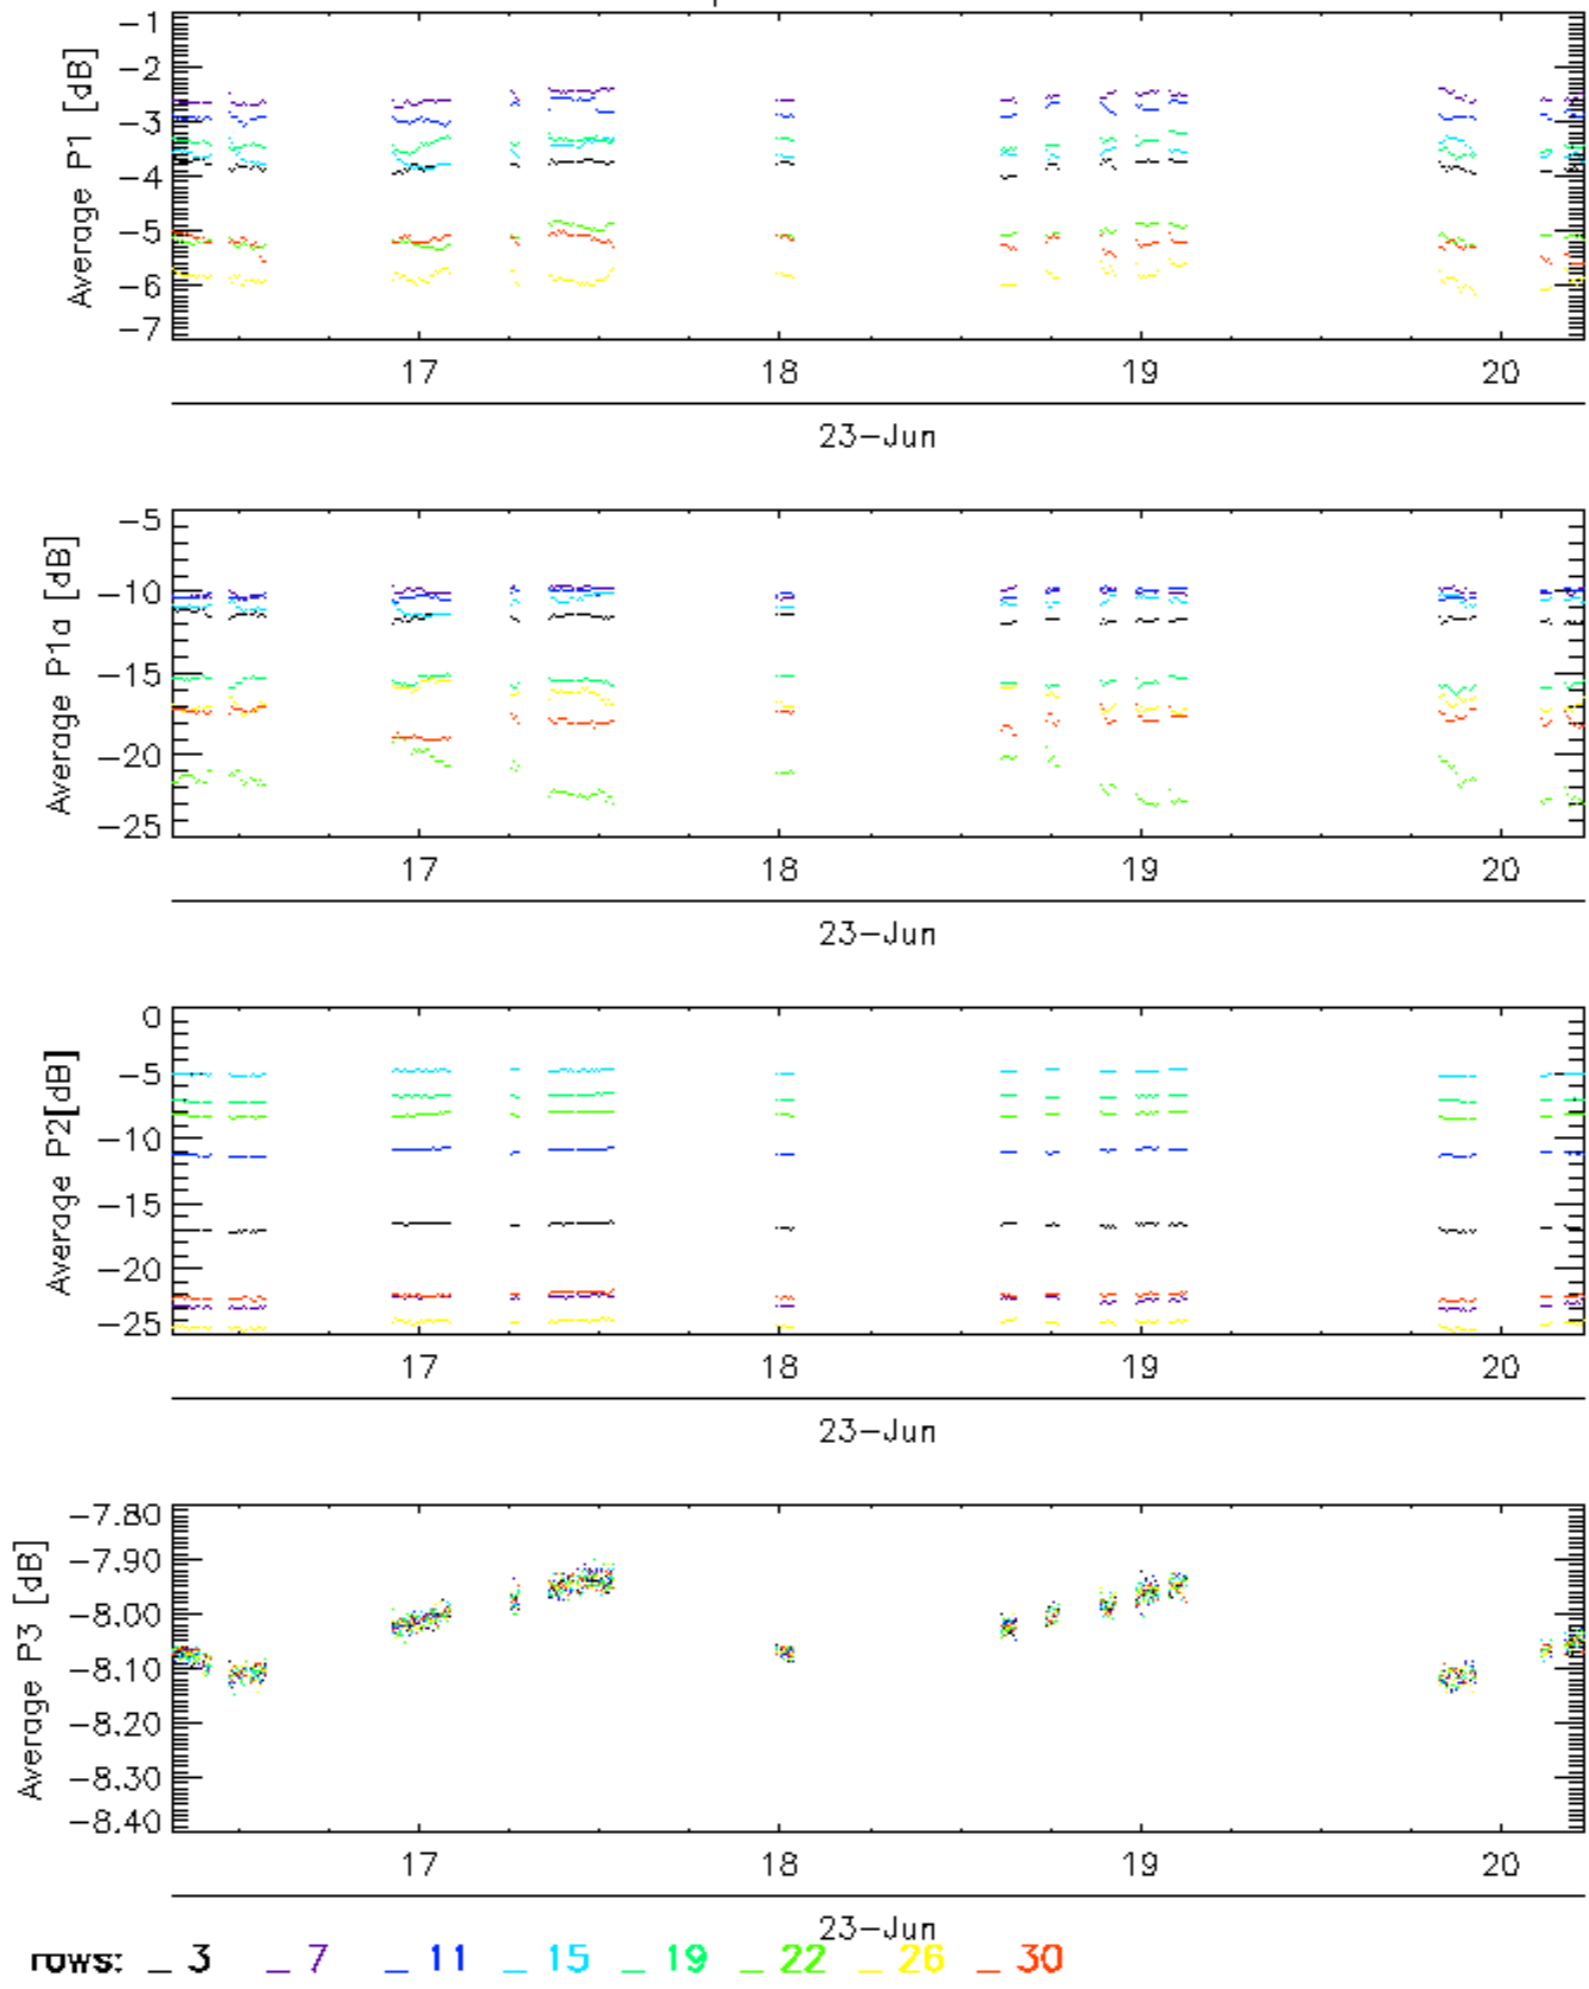 Average P1 [dB]
-1
-2
-3
-4
-5
-6
-7
17 18 19 20
23-Jun
Average P1a [dB]
-5
-10
-15
-20
-25
17 18 19 20
23-Jun
Average P2[dB]
0
-5
-10
-15
-20
-25
17 18 19 20
23-Jun
Average P3 [dB]
-7.80
-7.90
-8.00
-8.10
-8.20
-8.30
-8.40
17 18 19 20
23-Jun
rows: _ 3 _ 7 _ 11 _ 15 _ 19 _ 22 _ 26 _ 30